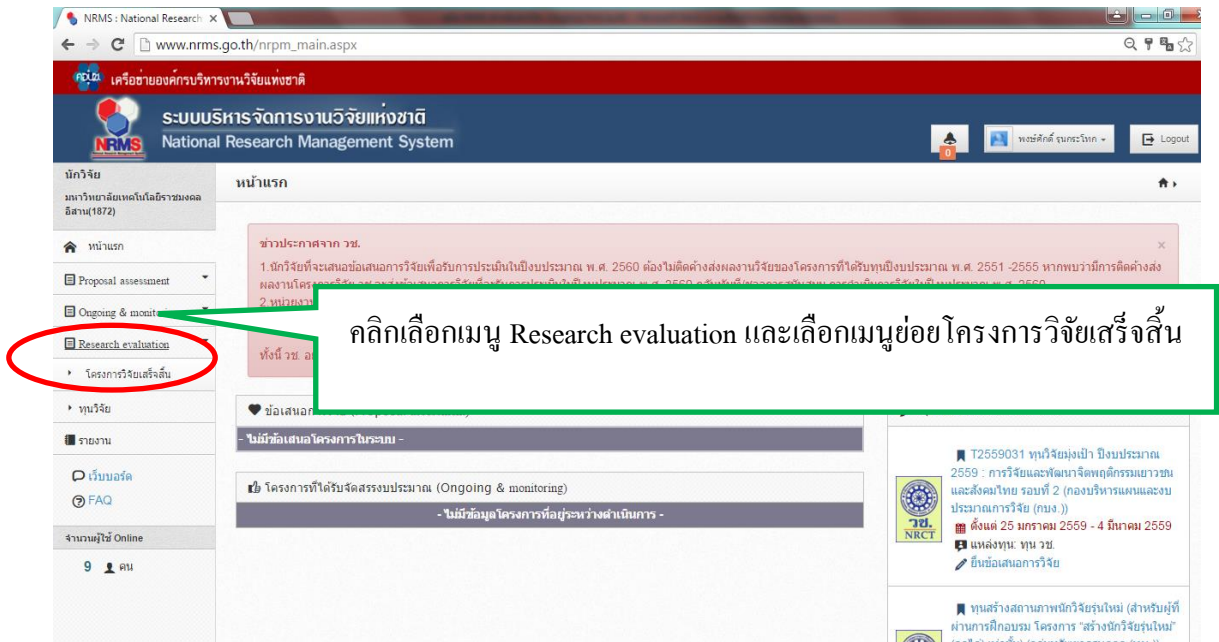 NRMS : National Research
www.nrms.go.th/nrpm_main.aspx
เครือข่ายองค์กรบริหารงานวิจัยแห่งชาติ
ระบบบริหารจัดการงานวิจัยแห่งชาติ
NRMS
National Research Management System
0
พงษ์ศักดิ์
Logout
นักวิจัย
มหาวิทยาลัยเทคโนโลยีราชมงคล
อีสาน(1872)
หน้าแรก
หน้าแรก
Proposal assessment
Ongoing &
Research evaluation
โครงการวิจัยเสร็จสิ้น
ทุนวิจัย
รายงาน
เว็บบอร์ด
FAQ
จำนวนผู้ใช้ Online
9 คน
ข่าวประกาศจาก วช.
1.นักวิจัยที่จะเสนอข้อเสนอการวิจัยเพื่อรับการประเมินในปีงบประมาณ พ.ศ. 2560 ต้องไม่ติดค้างส่งผลงานวิจัยของโครงการที่ได้รับทุนปีงบประมาณ พ.ศ. 2551 -2555 หากพบว่ามีการติดค้างส่ง
ทั้งนี้ วช.
คลิกเลือกเมนู Research evaluation และเลือกเมนูย่อยโครงการวิจัยเสร็จสิ้น
- ไม่มีข้อเสนอโครงการในระบบ -
โครงการที่ได้รับจัดสรรงบประมาณ (Ongoing & monitoring)
- ไม่มีข้อมูลโครงการที่อยู่ระหว่างดำเนินการ -
วช.
NRCT
T2559031 ทุนวิจัยมุ่งเป้า ปีงบประมาณ
2559 : การวิจัยและพัฒนาจิตพฤติกรรมเยาวชน
และสังคมไทย รอบที่ 2 (กองบริหารแผนและงบ
ประมาณการวิจัย (กบง.))
ตั้งแต่ 25 มกราคม 2559 - 4 มีนาคม 2559
แหล่งทุน: ทุน วช.
ยื่นข้อเสนอการวิจัย
ทุนสร้างสถานภาพนักวิจัยรุ่นใหม่ (สำหรับผู้ที่
ผ่านการฝึกอบรม โครงการ "สร้างนักวิจัยรุ่นใหม่"